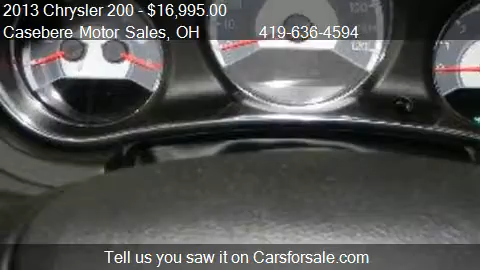 2013 Chrysler 200 - $16,995.00
Casebere Motor Sales, OH 419-636-4594
120
Tell us you saw it on Carsforsale.com